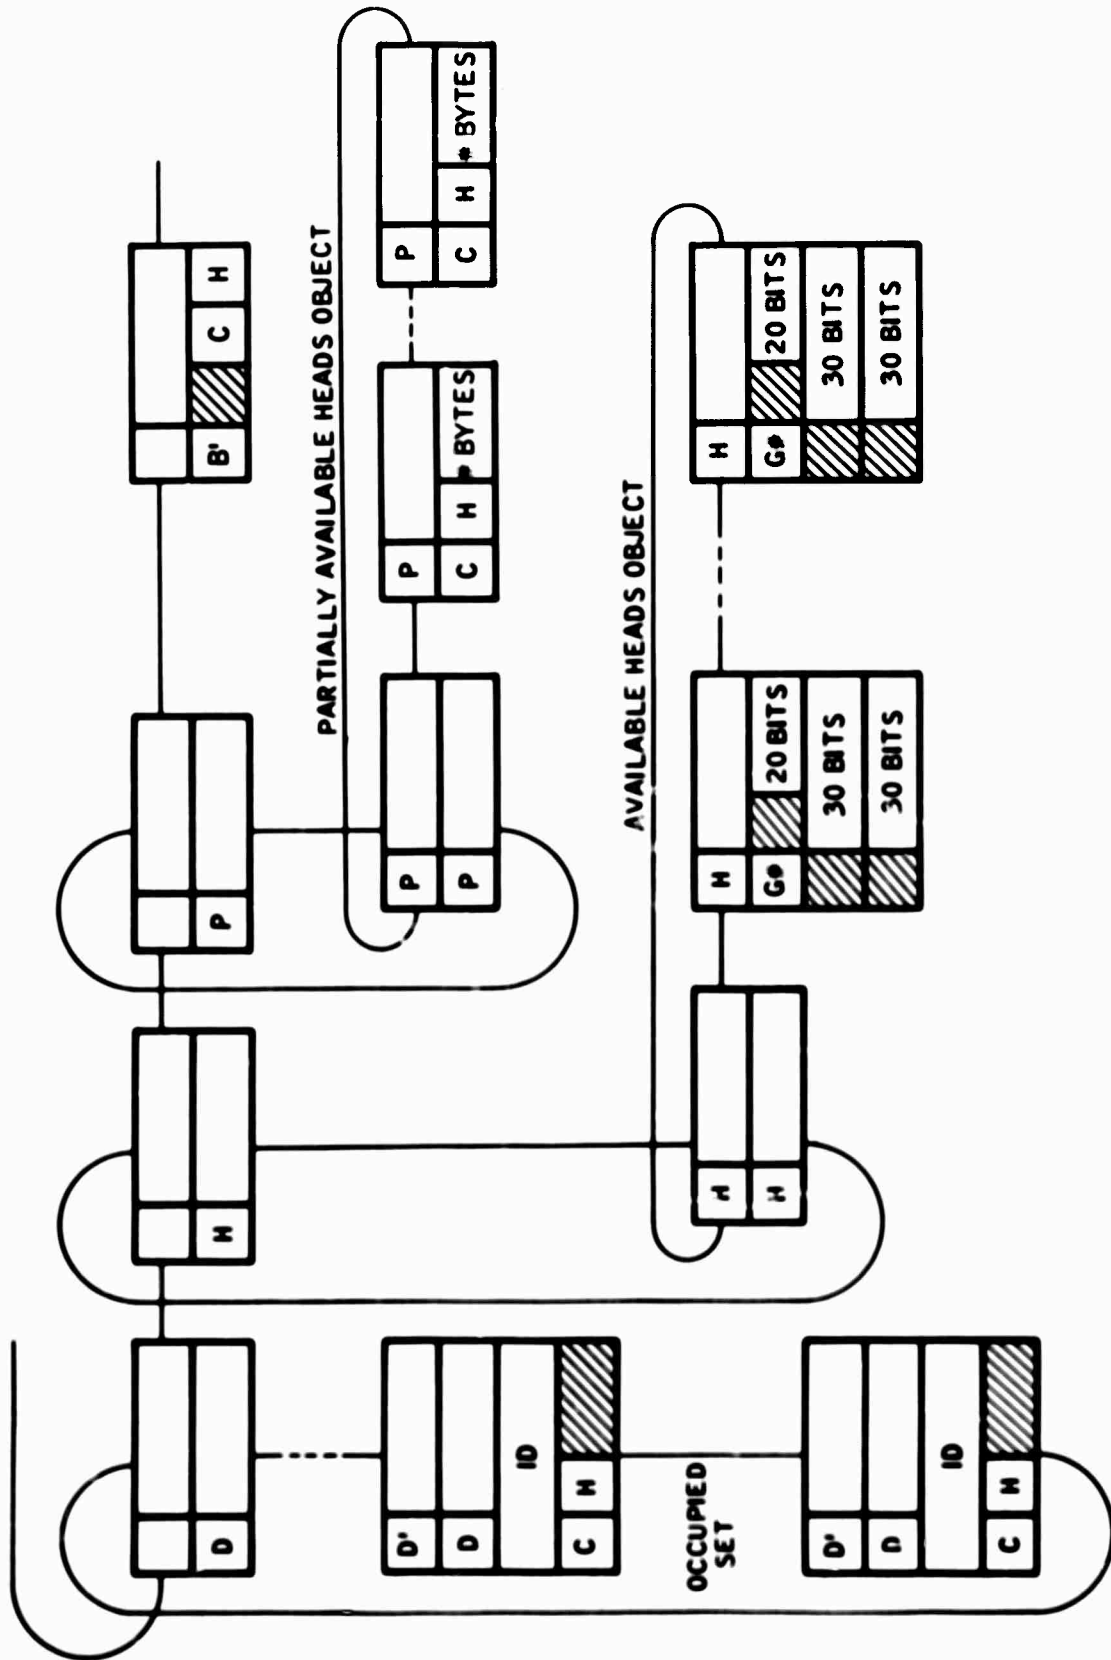 D H P B' C H
PARTIALLY AVAILABLE HEADS OBJECT
D' P P P
D P C H # BYTES C H # BYTES
ID
C H
AVAILABLE HEADS OBJECT
OCCUPIED
SET
H H H
H G# 20 BITS G# 20 BITS
D' 30 BITS 30 BITS
D 30 BITS 30 BITS
ID
C H